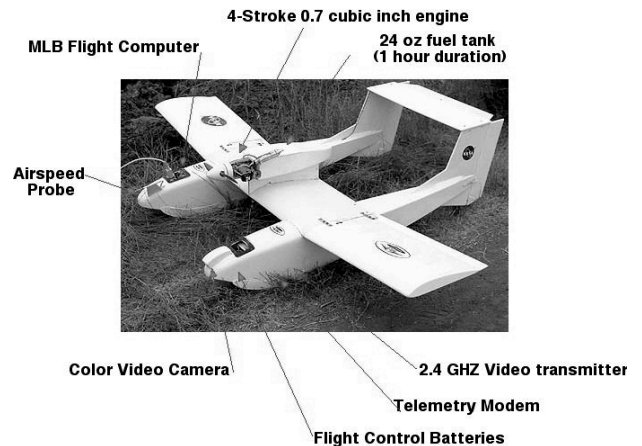 4-Stroke 0.7 cubic inch engine
MLB Flight Computer
24 oz fuel tank
(1 hour duration)
Airspeed
Probe
Color Video Camera
2.4 GHZ Video transmitter
Telemetry Modem
Flight Control Batteries